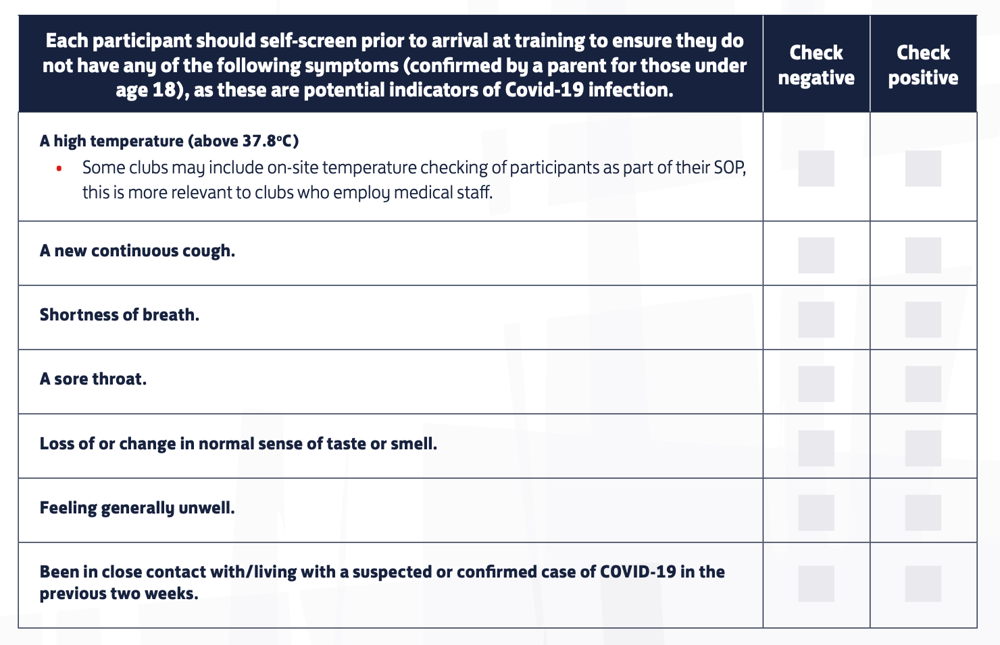 Each participant should self-screen prior to arrival at training to ensure they do
not have any of the following symptoms (confirmed by a parent for those under
age 18), as these are potential indicators of Covid-19 infection.
Check
negative
Check
positive
A high temperature (above 37.8ºC)
• Some clubs may include on-site temperature checking of participants as part of their SOP,
this is more relevant to clubs who employ medical staff.
A new continuous cough.
Shortness of breath.
A sore throat.
Loss of or change in normal sense of taste or smell.
Feeling generally unwell.
Been in close contact with/living with a suspected or confirmed case of COVID-19 in the
previous two weeks.